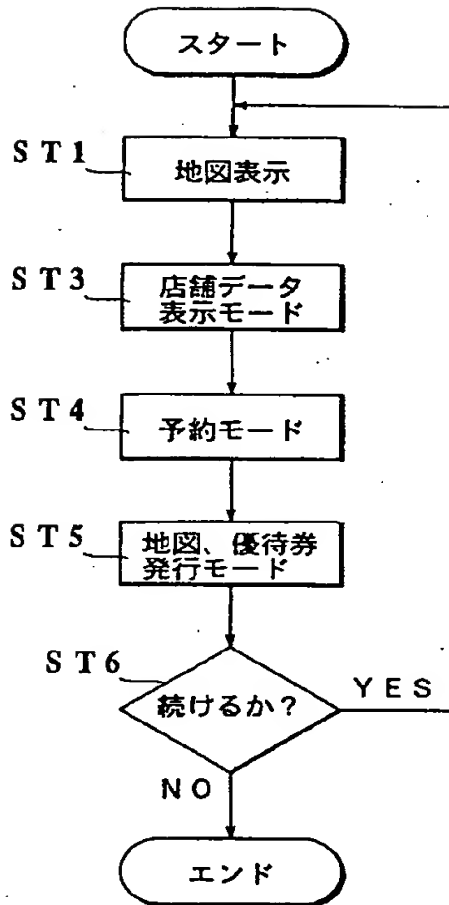 スタート
ST1
地図表示
ST3
店舗データ
表示モード
ST4
予約モード
ST5
地図、優待券
発行モード
ST6
続けるか？
YES
NO
エンド